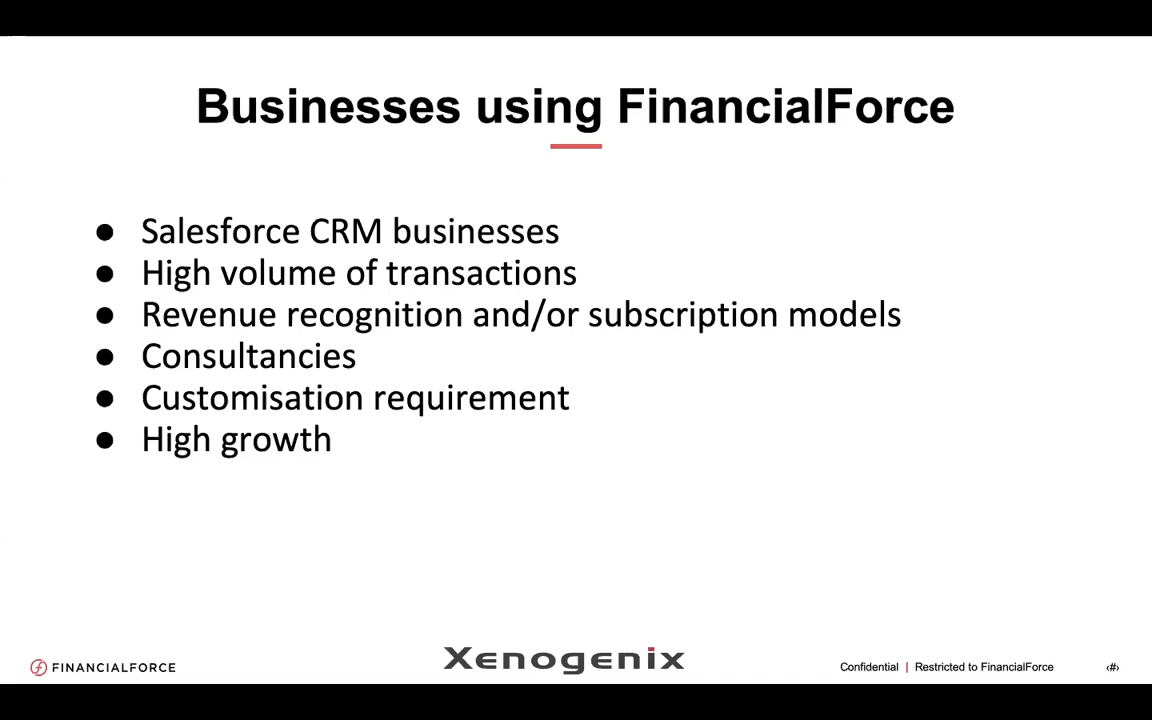 Businesses using FinancialForce
● Salesforce CRM businesses
● High volume of transactions
● Revenue recognition and/or subscription models
● Consultancies
● Customisation requirement
● High growth
FINANCIALFORCE
Xenogenix
Confidential | Restricted to FinancialForce
‹#›